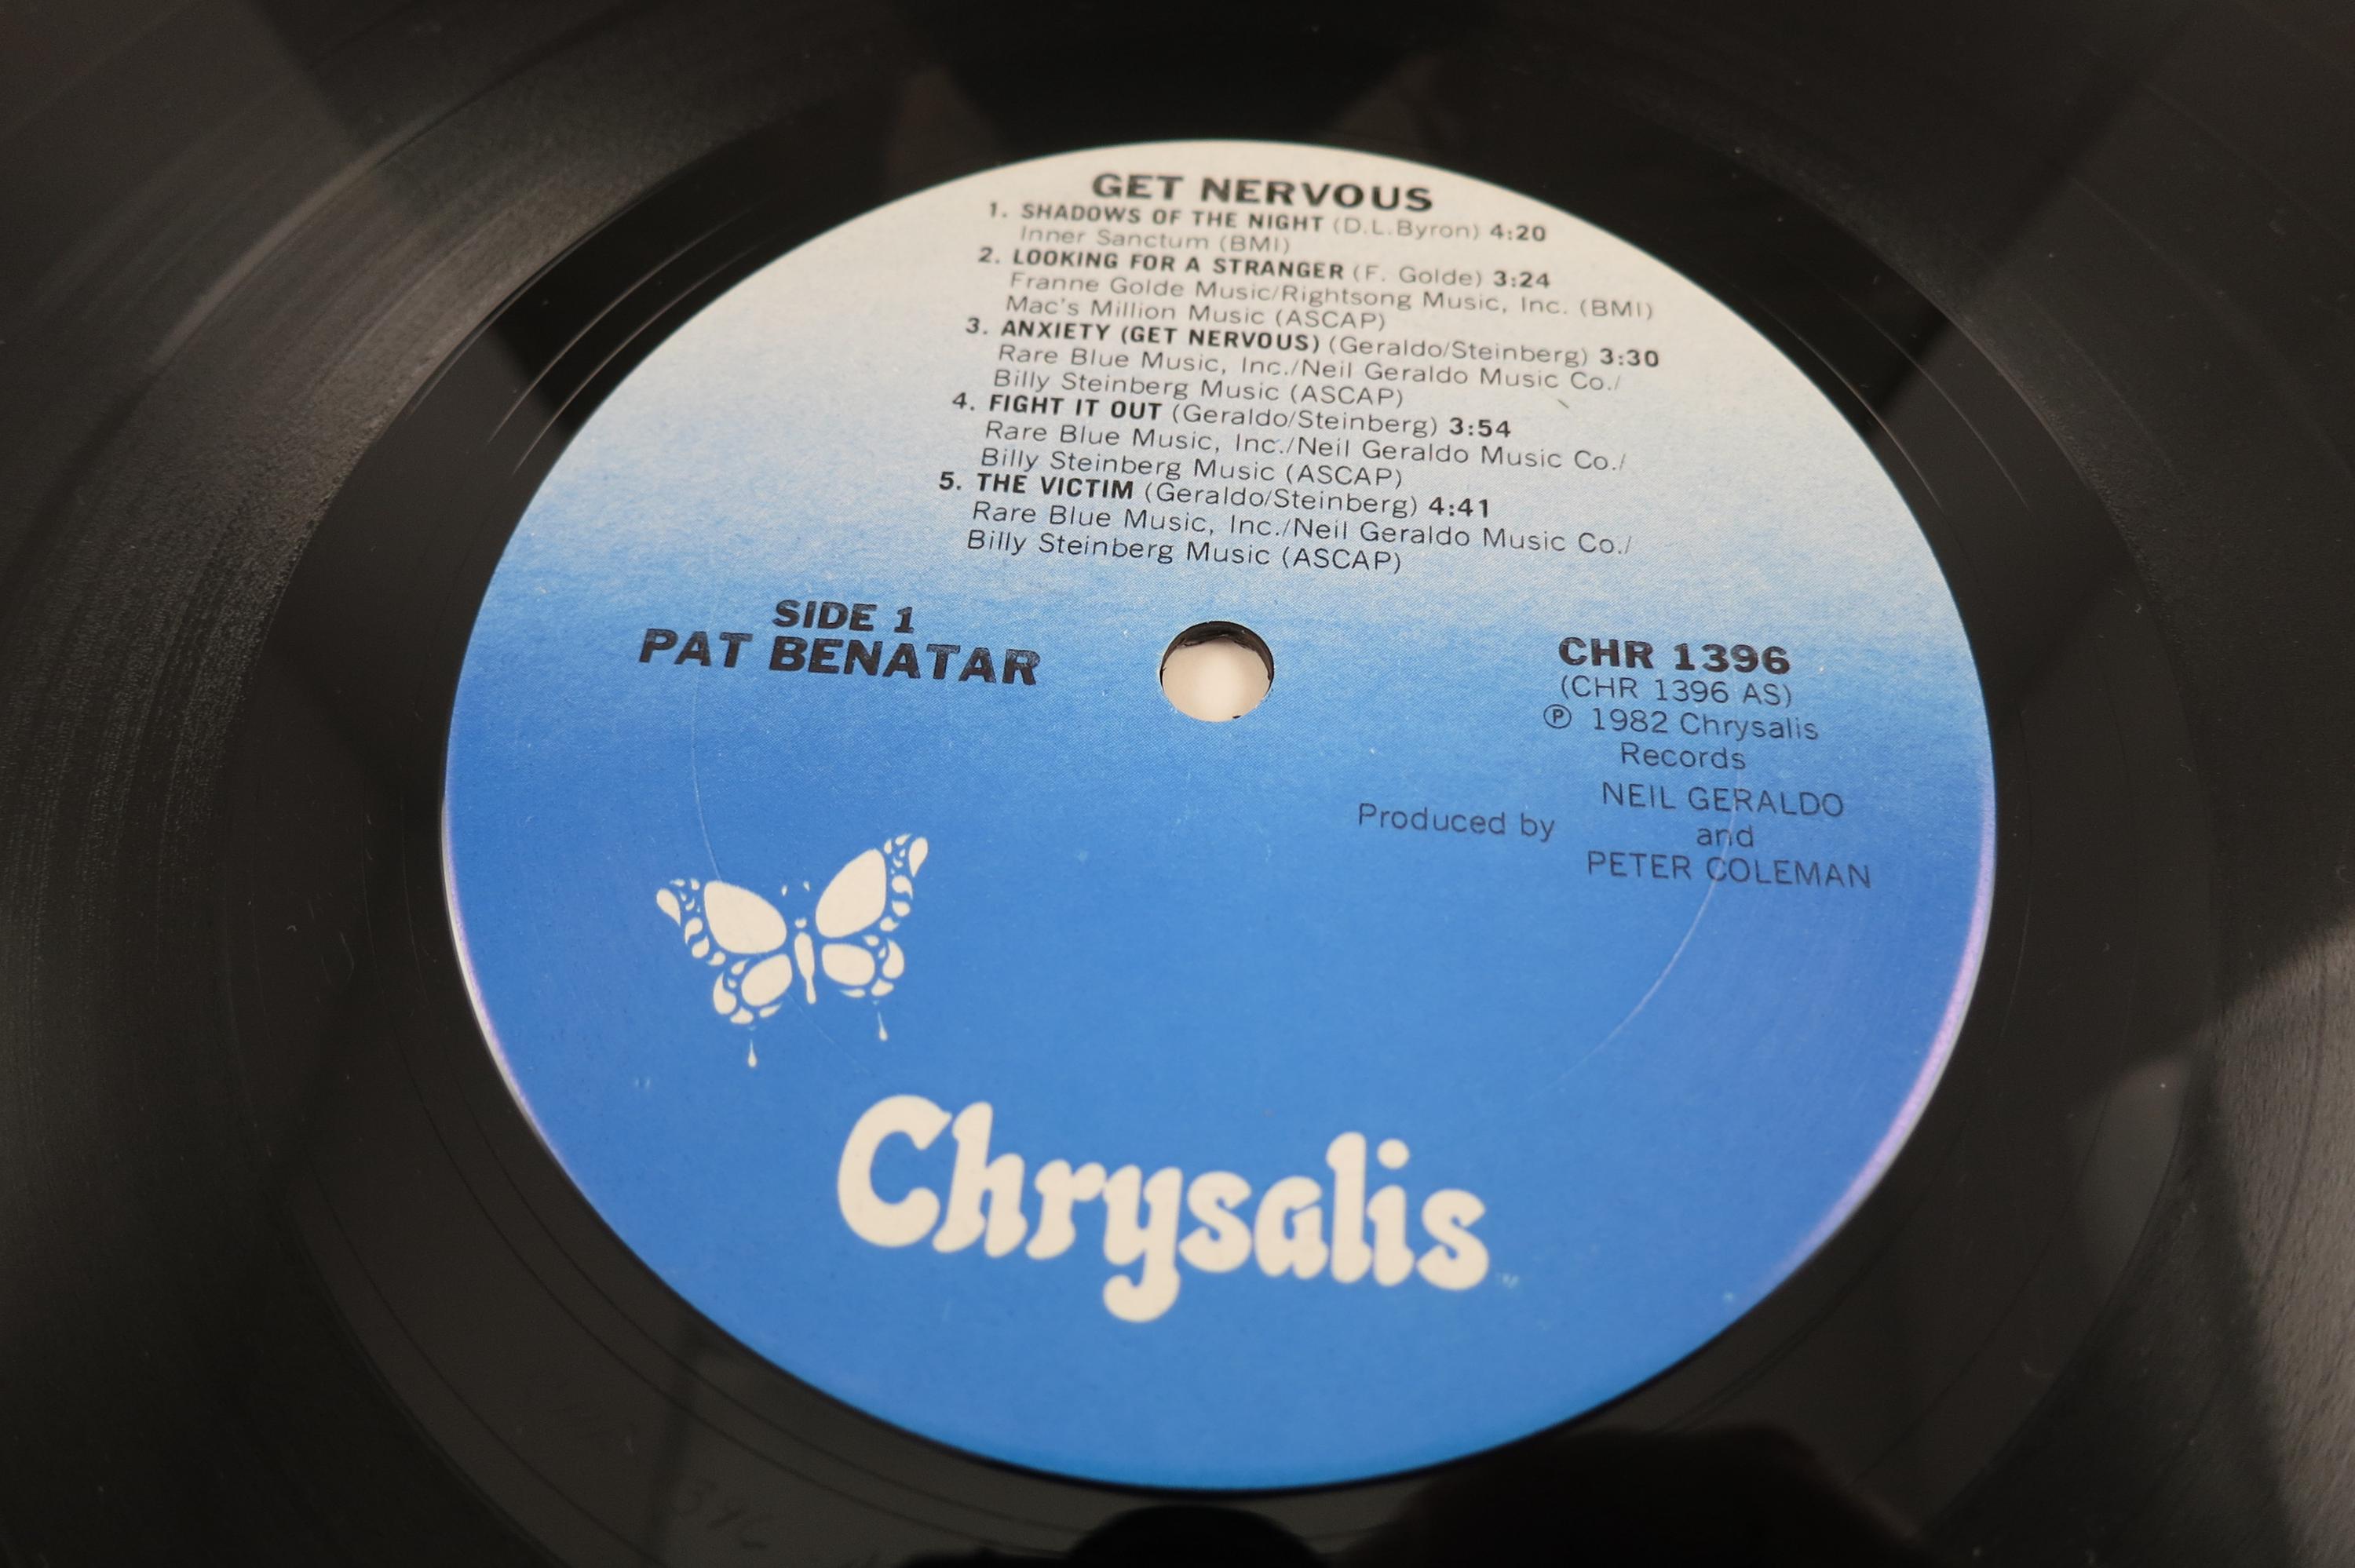 GET NERVOUS
1. SHADOWS OF THE NIGHT (D.L.Byron) 4:20
Inner Sanctum (BMI)
2. LOOKING FOR A STRANGER (F. Golde) 3:24
Franne Golde Music/Rightsong Music, Inc. (BMI)
Mac's Million Music (ASCAP)
3. ANXIETY (GET NERVOUS) (Geraldo/Steinberg) 3:30
Rare Blue Music, Inc./Neil Geraldo Music Co./
Billy Steinberg Music (ASCAP)
4. FIGHT IT OUT (Geraldo/Steinberg) 3:54
Rare Blue Music, Inc./Neil Geraldo Music Co./
Billy Steinberg Music (ASCAP)
5. THE VICTIM (Geraldo/Steinberg) 4:41
Rare Blue Music, Inc./Neil Geraldo Music Co./
Billy Steinberg Music (ASCAP)
SIDE 1
PAT BENATAR
CHR 1396
(CHR 1396 AS)
Ⓟ 1982 Chrysalis
Records
Produced by
NEIL GERALDO
and
PETER COLEMAN
Chrysalis